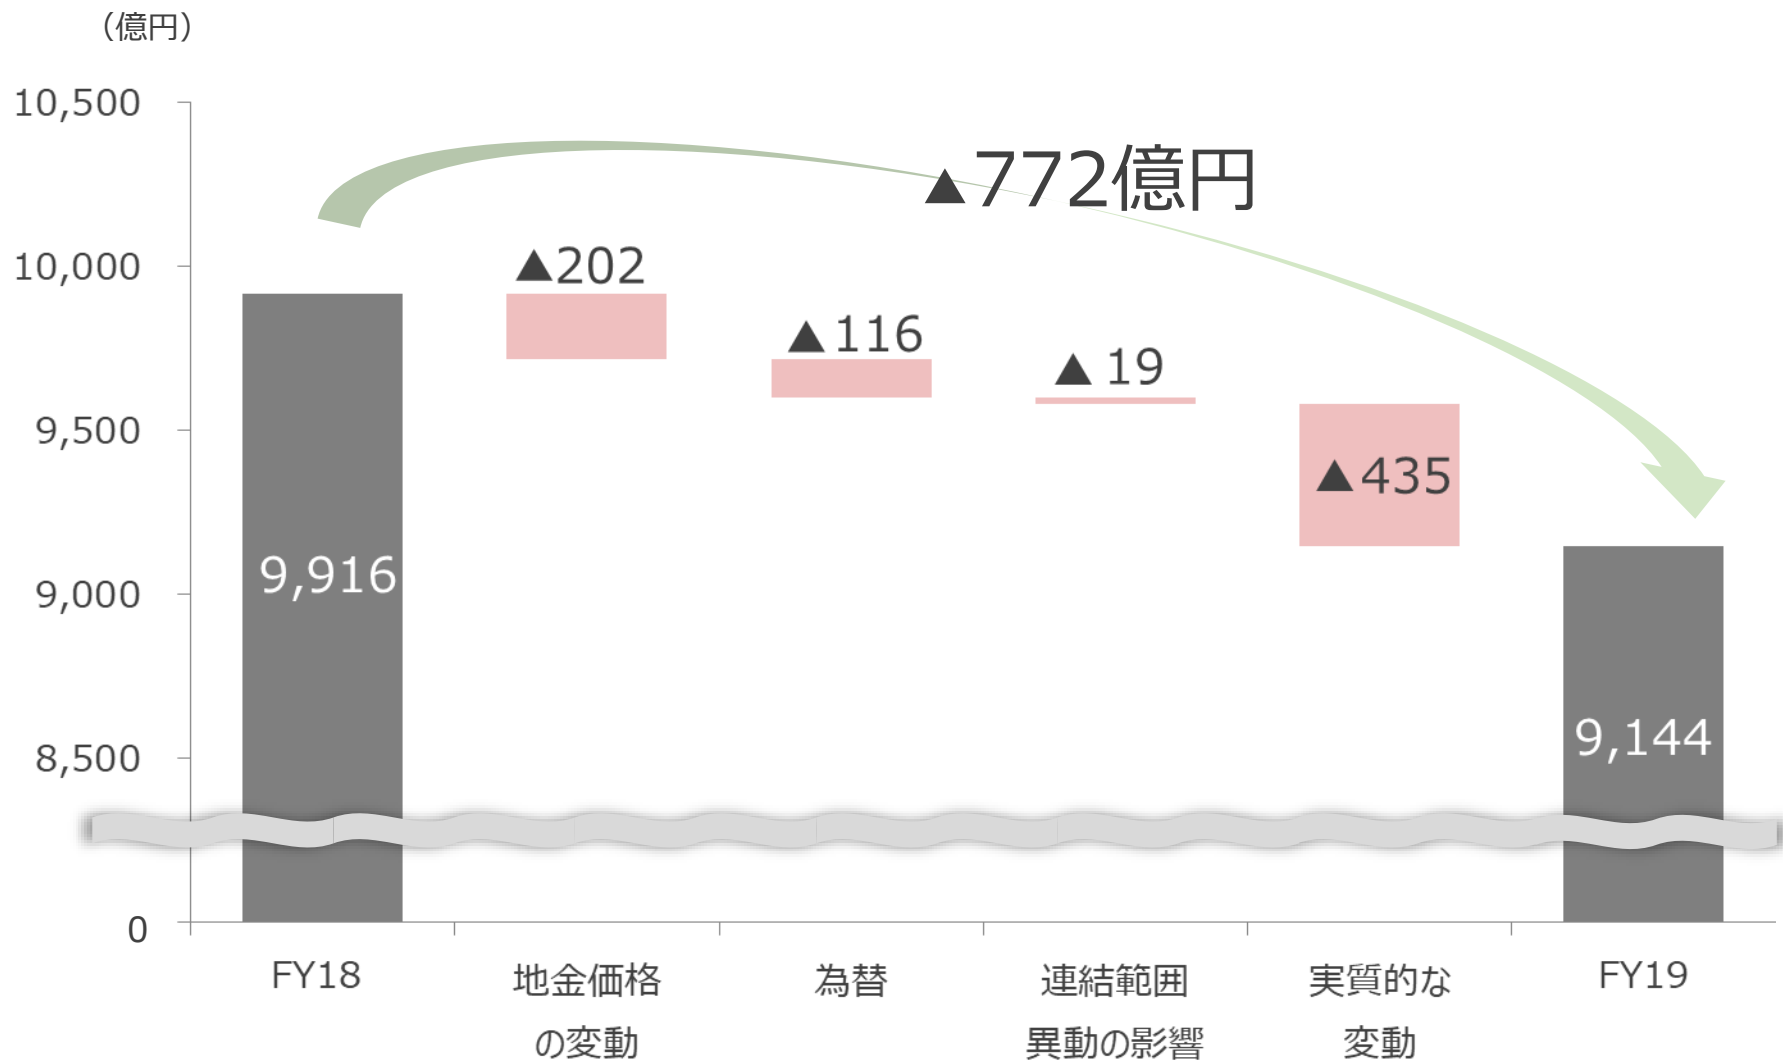 （億円）
10,500
10,000
9,500
9,000
8,500
0
▲772億円
9,916
▲202
▲116
▲ 19
▲435
9,144
FY18
地金価格
の変動
為替
連結範囲
異動の影響
実質的な
変動
FY19